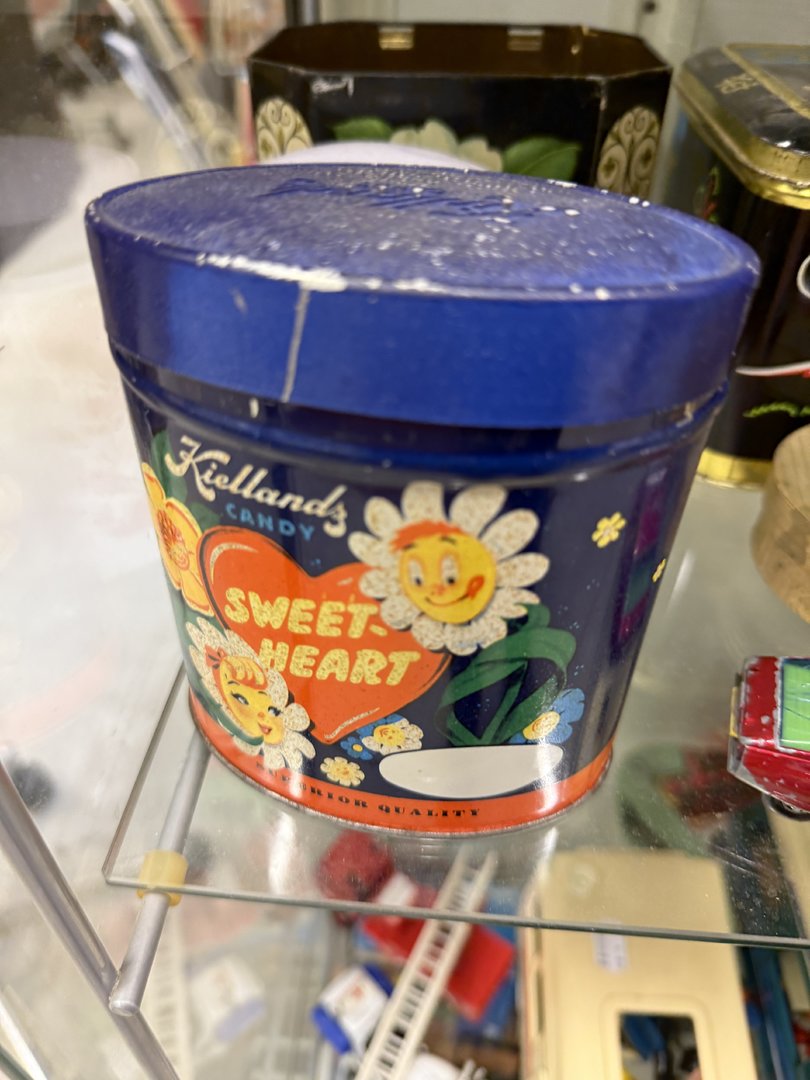 Kiellands
CANDY
SWEET-
HEART
SUPERIOR QUALITY